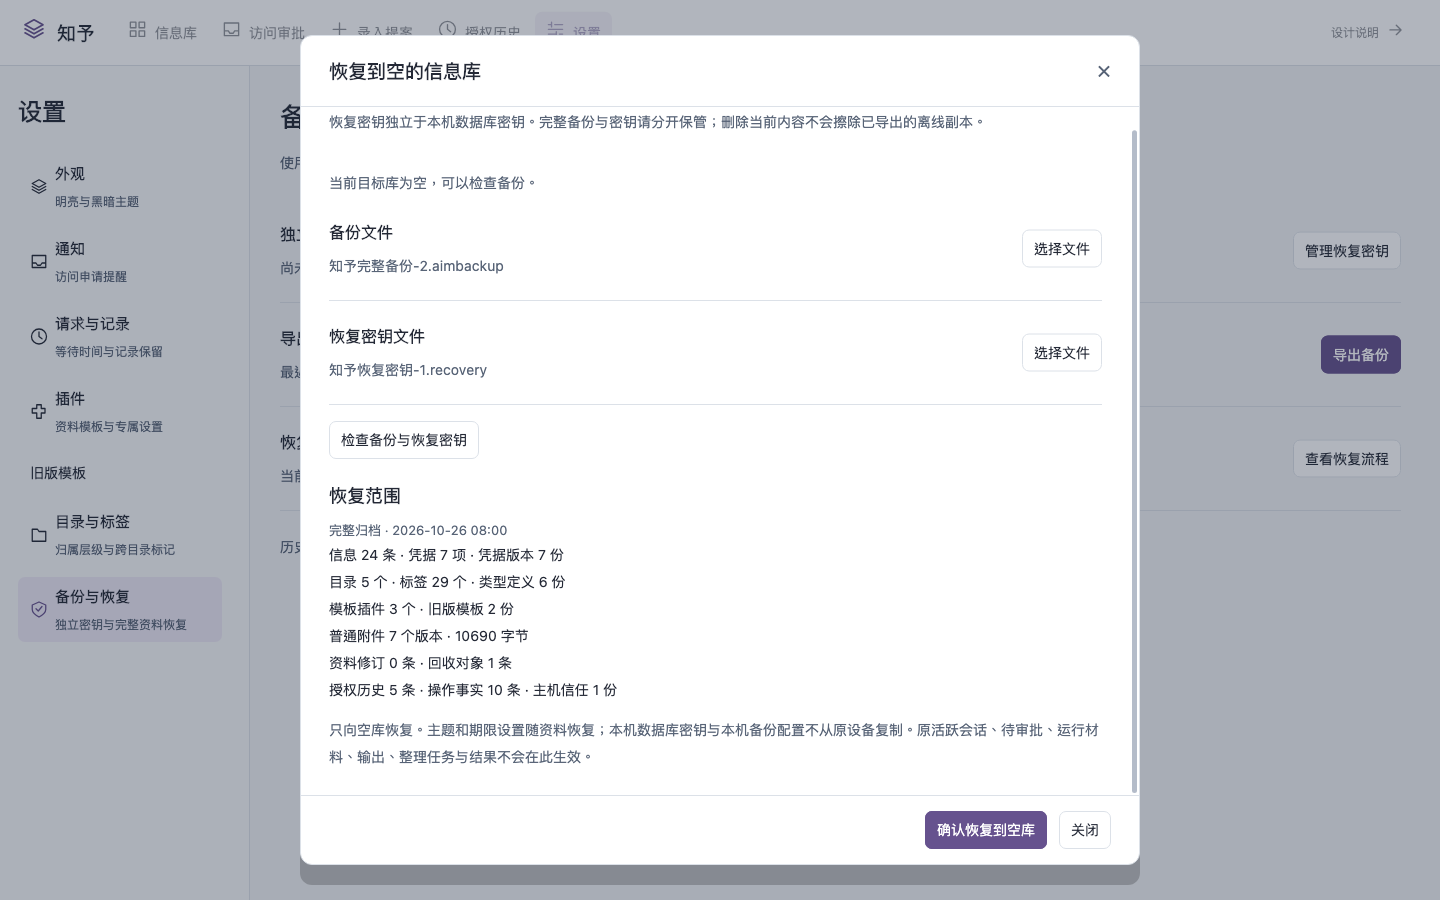 知予
信息库
访问审批
录入提案
授权历史
设置
设计说明
设置
外观
明亮与黑暗主题
通知
访问申请提醒
请求与记录
等待时间与记录保留
插件
资料模板与专属设置
旧版模板
目录与标签
归属层级与跨目录标记
备份与恢复
独立密钥与完整资料恢复
备
使用
独立
尚未
管理恢复密钥
导出
最近
导出备份
恢复
当前
查看恢复流程
历史
恢复到空的信息库
恢复密钥独立于本机数据库密钥。完整备份与密钥请分开保管；删除当前内容不会擦除已导出的离线副本。
当前目标库为空，可以检查备份。
备份文件
知予完整备份-2.aimbackup
选择文件
恢复密钥文件
知予恢复密钥-1.recovery
选择文件
检查备份与恢复密钥
恢复范围
完整归档 · 2026-10-26 08:00
信息 24 条 · 凭据 7 项 · 凭据版本 7 份
目录 5 个 · 标签 29 个 · 类型定义 6 份
模板插件 3 个 · 旧版模板 2 份
普通附件 7 个版本 · 10690 字节
资料修订 0 条 · 回收对象 1 条
授权历史 5 条 · 操作事实 10 条 · 主机信任 1 份
只向空库恢复。主题和期限设置随资料恢复；本机数据库密钥与本机备份配置不从原设备复制。原活跃会话、待审批、运行材
料、输出、整理任务与结果不会在此生效。
确认恢复到空库
关闭